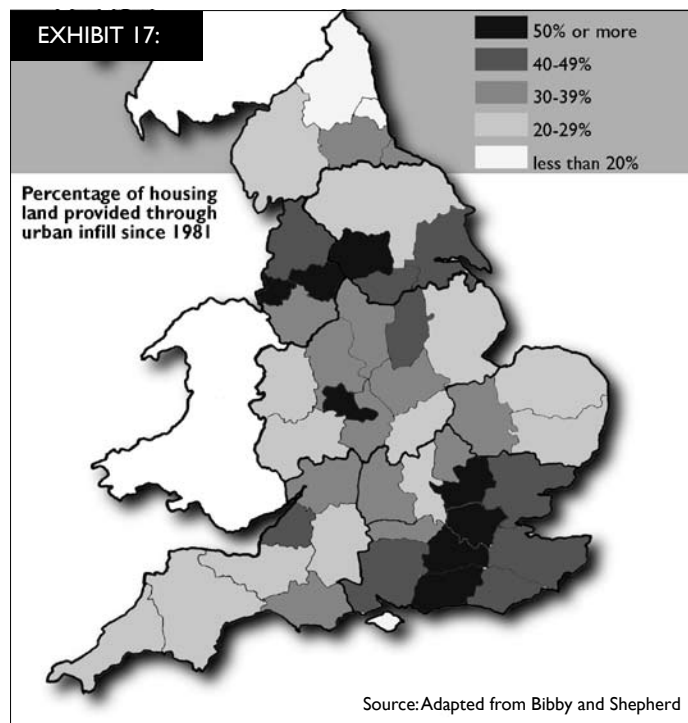 EXHIBIT 17:
50% or more
40-49%
30-39%
20-29%
less than 20%
Percentage of housing
land provided through
urban infill since 1981
Source: Adapted from Bibby and Shepherd